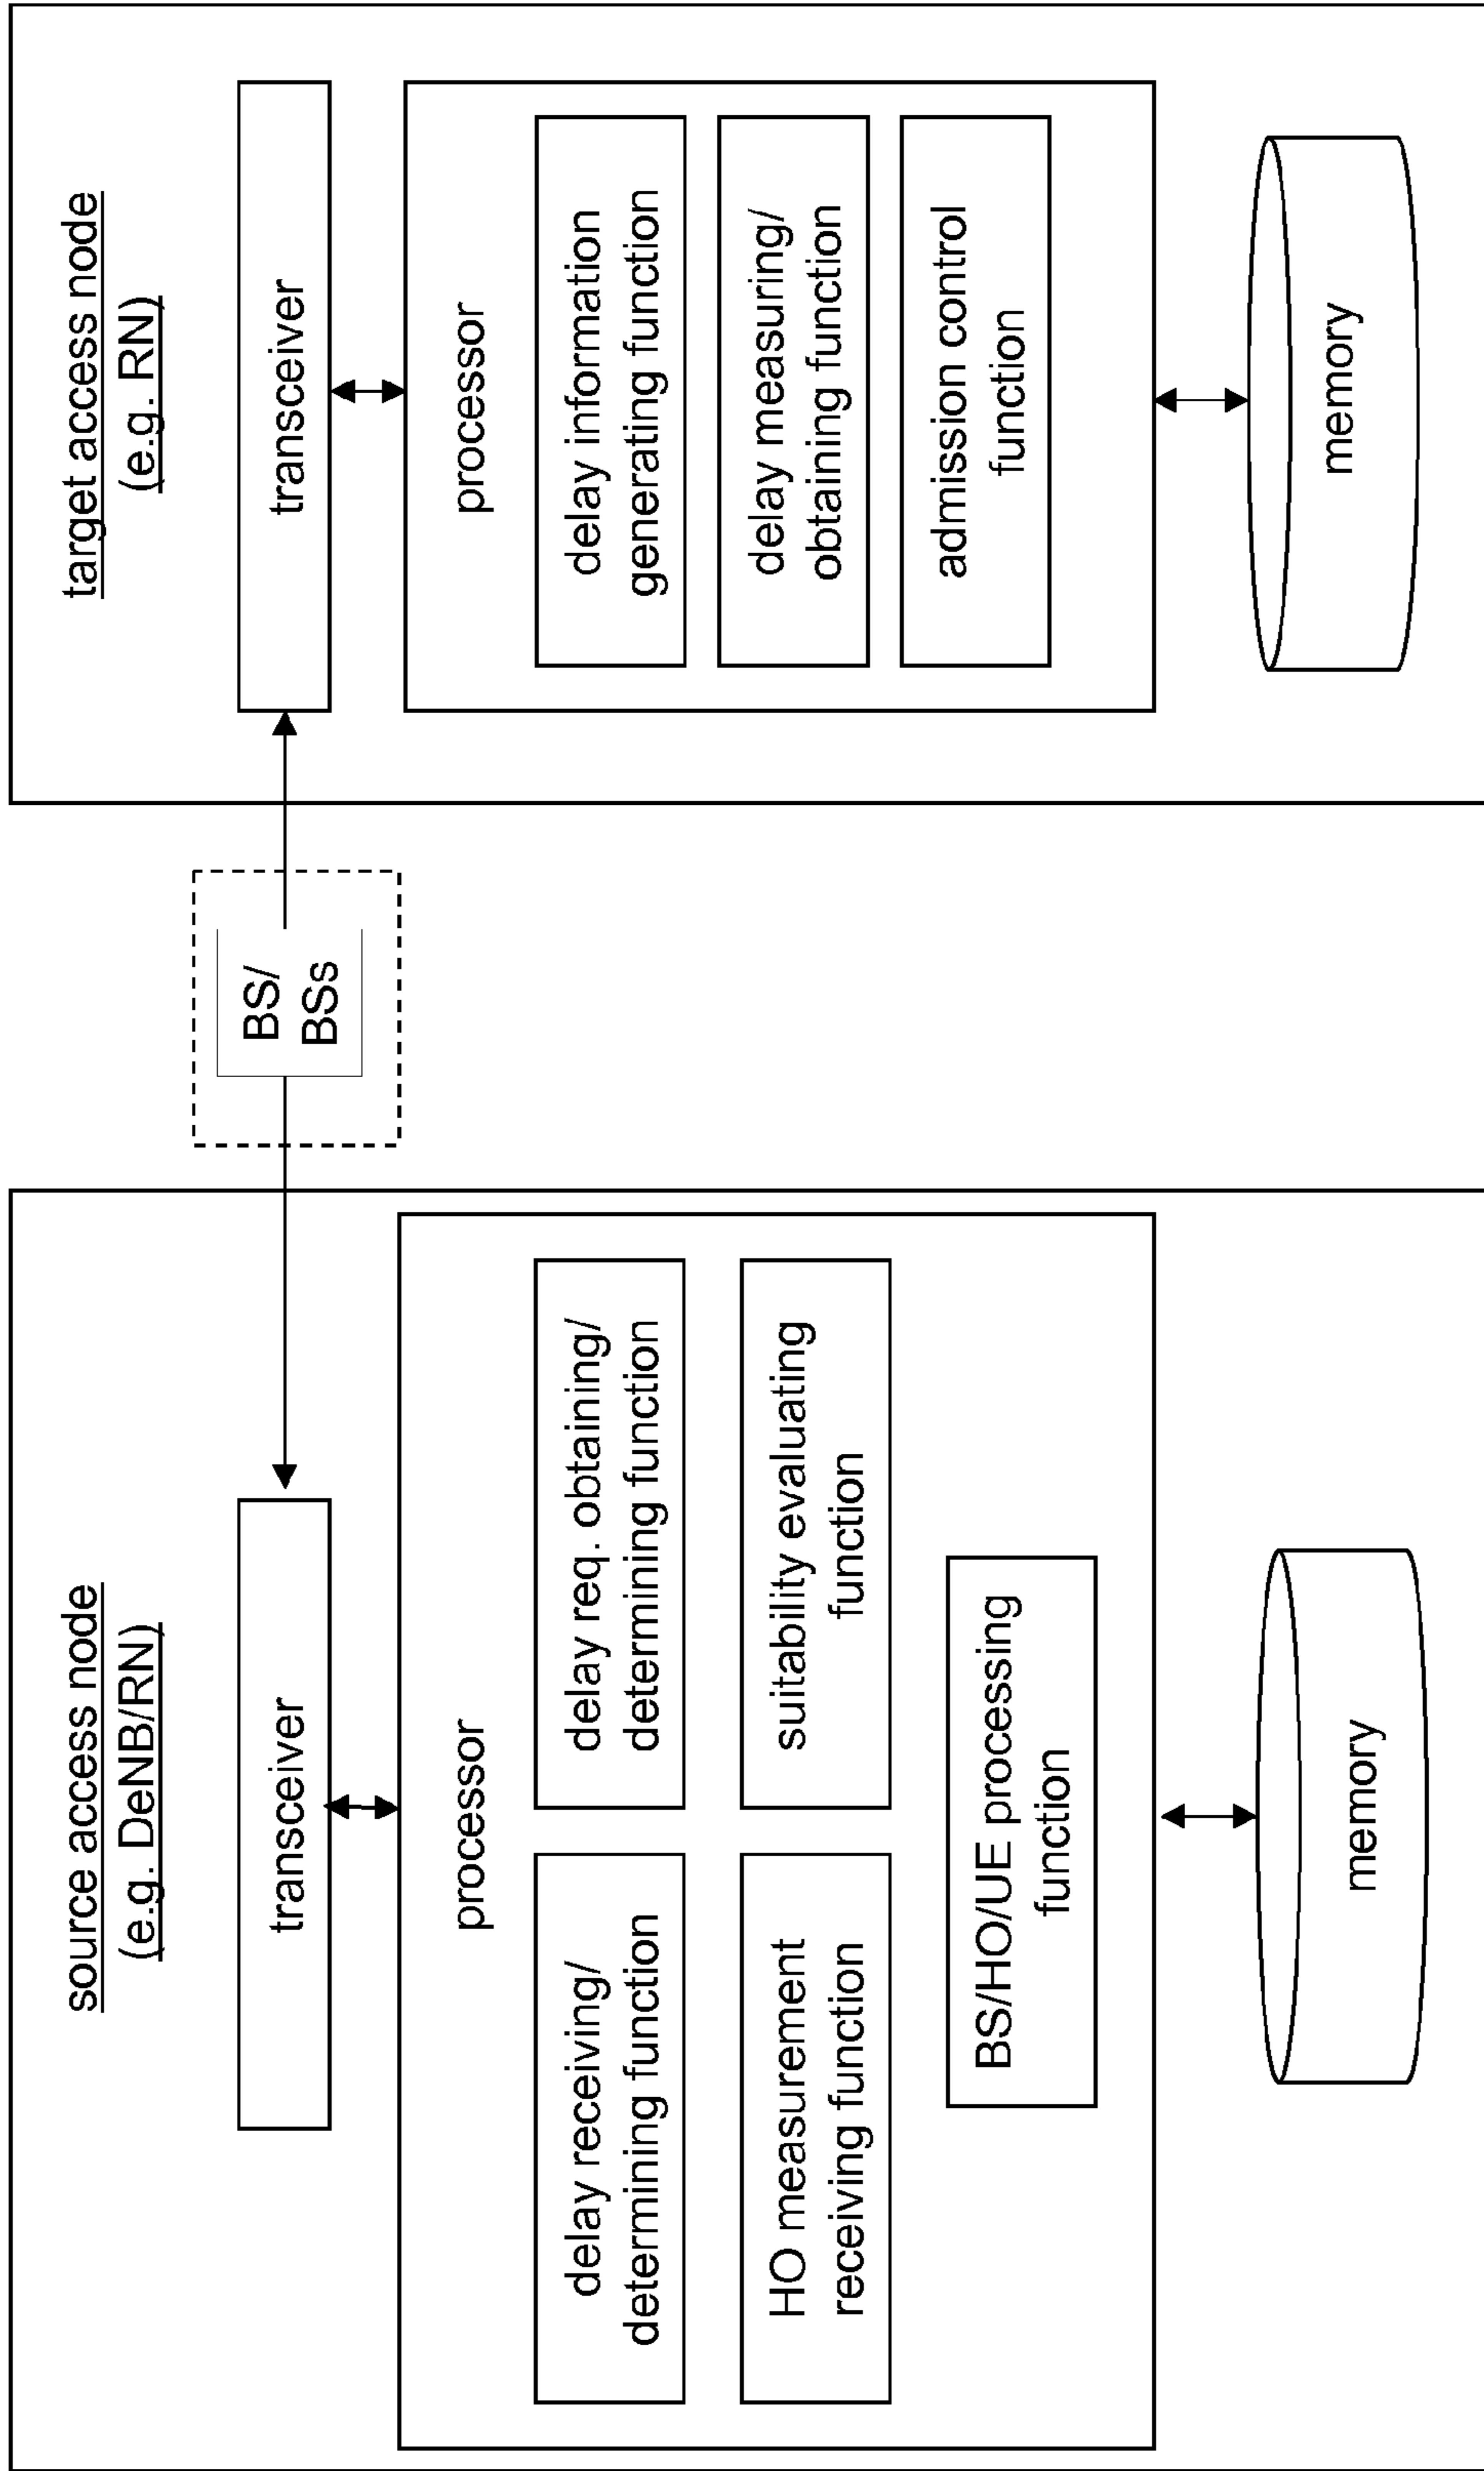 source access node
(e.g. DeNB/RN)
transceiver
processor
delay receiving/
determining function
delay req. obtaining/
determining function
HO measurement
receiving function
suitability evaluating
function
BS/HO/UE processing
function
memory
BS/
BSs
target access node
(e.g. RN)
transceiver
processor
delay information
generating function
delay measuring/
obtaining function
admission control
function
memory